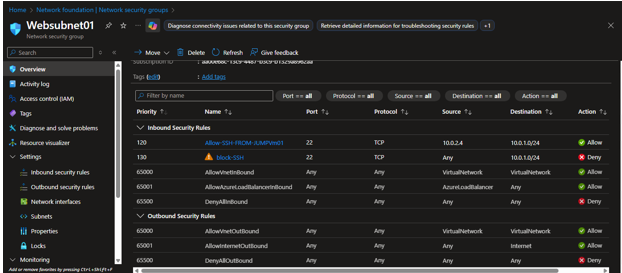 Home > Network foundation | Network security groups >
Websubnet01
Network security group
Diagnose connectivity issues related to this security group
Retrieve detailed information for troubleshooting security rules
+1
Search
Move
Delete
Refresh
Give feedback
Overview
Activity log
Access control (IAM)
Tags
Diagnose and solve problems
Resource visualizer
Settings
Inbound security rules
Outbound security rules
Network interfaces
Subnets
Properties
Locks
Monitoring
Add or remove favorites by pressing Ctrl+Shift+F
Subscription ID :
Tags (edit) : Add tags
Filter by name
Port == all
Protocol == all
Source == all
Destination == all
Action == all
Priority ↑ Name ↑↓ Port ↑↓ Protocol ↑↓ Source ↑↓ Destination ↑↓ Action ↑↓
Inbound Security Rules
120 Allow-SSH-FROM-JUMPVm01 22 TCP 10.0.2.4 10.0.1.0/24 Allow
130 block-SSH 22 TCP Any 10.0.1.0/24 Deny
65000 AllowVnetInBound Any Any VirtualNetwork VirtualNetwork Allow
65001 AllowAzureLoadBalancerInBound Any Any AzureLoadBalancer Any Allow
65500 DenyAllInBound Any Any Any Any Deny
Outbound Security Rules
65000 AllowVnetOutBound Any Any VirtualNetwork VirtualNetwork Allow
65001 AllowInternetOutBound Any Any Any Internet Allow
65500 DenyAllOutBound Any Any Any Any Deny